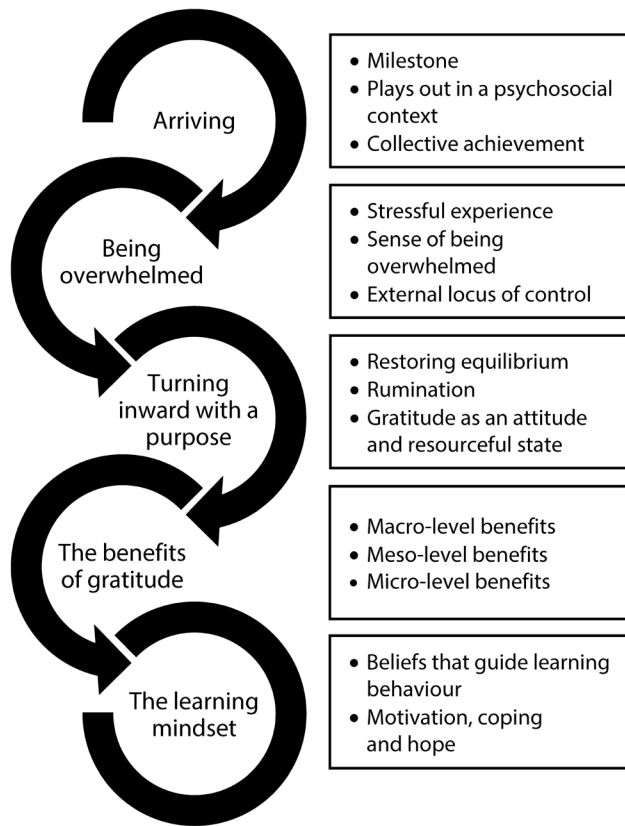 Arriving
• Milestone
• Plays out in a psychosocial
context
• Collective achievement
Being
overwhelmed
• Stressful experience
• Sense of being
overwhelmed
• External locus of control
Turning
inward with a
purpose
• Restoring equilibrium
• Rumination
• Gratitude as an attitude
and resourceful state
The benefits
of gratitude
• Macro-level benefits
• Meso-level benefits
• Micro-level benefits
The learning
mindset
• Beliefs that guide learning
behaviour
• Motivation, coping
and hope